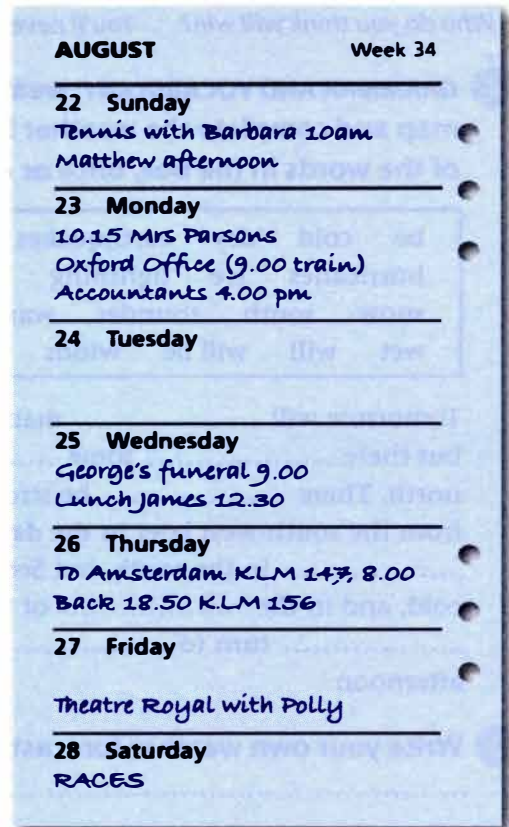 AUGUST Week 34
22 Sunday
Tennis with Barbara 10am
Matthew afternoon
23 Monday
10.15 Mrs Parsons
Oxford Office (9.00 train)
Accountants 4.00 pm
24 Tuesday
25 Wednesday
George's funeral 9.00
Lunch James 12.30
26 Thursday
To Amsterdam KLM 147, 8.00
Back 18.50 KLM 156
27 Friday
Theatre Royal with Polly
28 Saturday
RACES